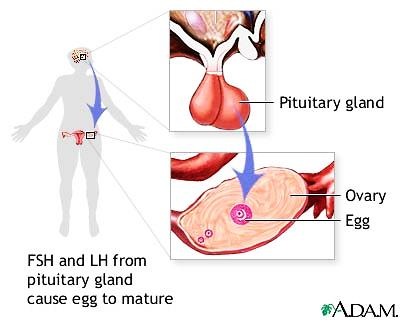 Pituitary gland
Ovary
Egg
FSH and LH from
pituitary gland
cause egg to mature
A.D.A.M.